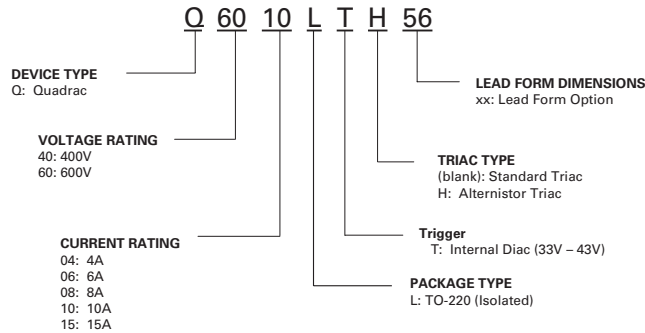 Q 60 10 L T H 56
DEVICE TYPE
Q: Quadrac
VOLTAGE RATING
40: 400V
60: 600V
CURRENT RATING
04: 4A
06: 6A
08: 8A
10: 10A
15: 15A
LEAD FORM DIMENSIONS
xx: Lead Form Option
TRIAC TYPE
(blank): Standard Triac
H: Alternistor Triac
Trigger
T: Internal Diac (33V – 43V)
PACKAGE TYPE
L: TO-220 (Isolated)